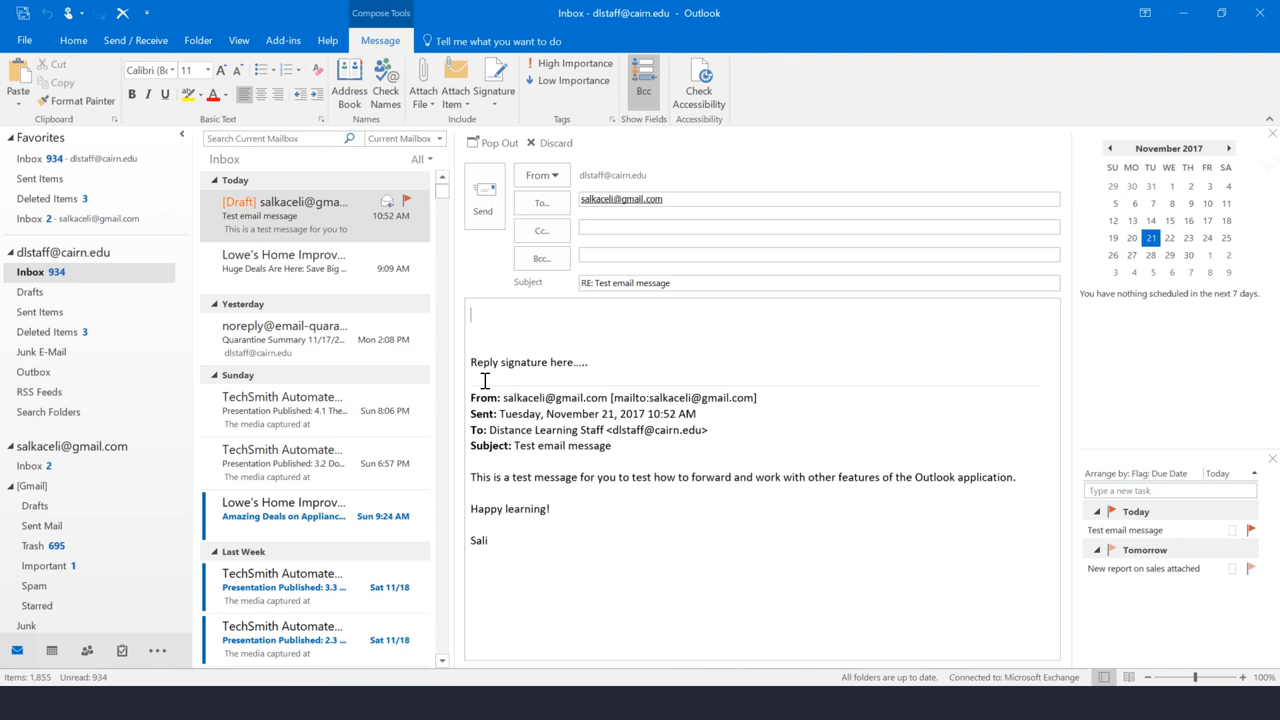 Compose Tools
Inbox - dlstaff@cairn.edu - Outlook
File Home Send / Receive Folder View Add-ins Help Message Tell me what you want to do
Paste
Cut
Copy
Format Painter
Clipboard
Calibri (Bc 11
B I U
Basic Text
Address Book
Check Names
Names
Attach File
Attach Item
Signature
Include
High Importance
Low Importance
Tags
Bcc
Show Fields
Check Accessibility
Accessibility
Favorites
Inbox 934 - dlstaff@cairn.edu
Sent Items
Deleted Items 3
Inbox 2 - salkaceli@gmail.com
dlstaff@cairn.edu
Inbox 934
Drafts
Sent Items
Deleted Items 3
Junk E-Mail
Outbox
RSS Feeds
Search Folders
salkaceli@gmail.com
Inbox 2
[Gmail]
Drafts
Sent Mail
Trash 695
Important 1
Spam
Starred
Junk
Search Current Mailbox Current Mailbox
Inbox All
Today
[Draft] salkaceli@gma...
Test email message 10:52 AM
This is a test message for you to
Lowe's Home Improv...
Huge Deals Are Here: Save Big ... 9:09 AM
Yesterday
noreply@email-quara...
Quarantine Summary 11/17/2... Mon 2:08 PM
dlstaff@cairn.edu
Sunday
TechSmith Automate...
Presentation Published: 4.1 The... Sun 8:06 PM
The media captured at
TechSmith Automate...
Presentation Published: 3.2 Do... Sun 6:57 PM
The media captured at
Lowe's Home Improv...
Amazing Deals on Applianc... Sun 9:24 AM
Last Week
TechSmith Automate...
Presentation Published: 3.3 ... Sat 11/18
The media captured at
TechSmith Automate...
Presentation Published: 2.3 ... Sat 11/18
The media captured at
Pop Out Discard
Send
From dlstaff@cairn.edu
To... salkaceli@gmail.com
Cc...
Bcc...
Subject RE: Test email message
Reply signature here.....
From: salkaceli@gmail.com [mailto:salkaceli@gmail.com]
Sent: Tuesday, November 21, 2017 10:52 AM
To: Distance Learning Staff <dlstaff@cairn.edu>
Subject: Test email message
This is a test message for you to test how to forward and work with other features of the Outlook application.
Happy learning!
Sali
November 2017
SU MO TU WE TH FR SA
29 30 31 1 2 3 4
5 6 7 8 9 10 11
12 13 14 15 16 17 18
19 20 21 22 23 24 25
26 27 28 29 30 1 2
3 4 5 6 7 8 9
You have nothing scheduled in the next 7 days.
Arrange by: Flag: Due Date Today
Type a new task
Today
Test email message
Tomorrow
New report on sales attached
Items: 1,855 Unread: 934 All folders are up to date. Connected to: Microsoft Exchange 100%